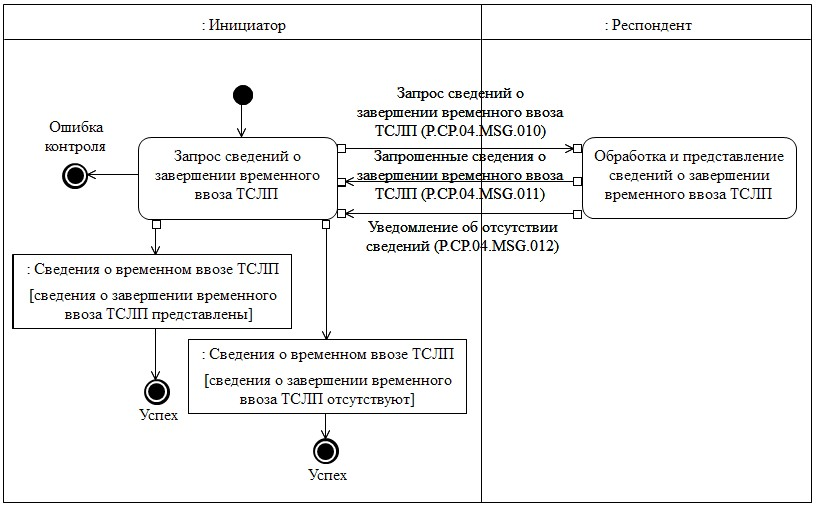 : Инициатор
: Респондент
Ошибка
контроля
Запрос сведений о
завершении временного
ввоза ТСЛП
Запрос сведений о
завершении временного ввоза
ТСЛП (P.CP.04.MSG.010)
Запрошенные сведения о
завершении временного ввоза
ТСЛП (P.CP.04.MSG.011)
Уведомление об отсутствии
сведений (P.CP.04.MSG.012)
Обработка и представление
сведений о завершении
временного ввоза ТСЛП
: Сведения о временном ввозе ТСЛП
[сведения о завершении временного
ввоза ТСЛП представлены]
Успех
: Сведения о временном ввозе ТСЛП
[сведения о завершении временного
ввоза ТСЛП отсутствуют]
Успех